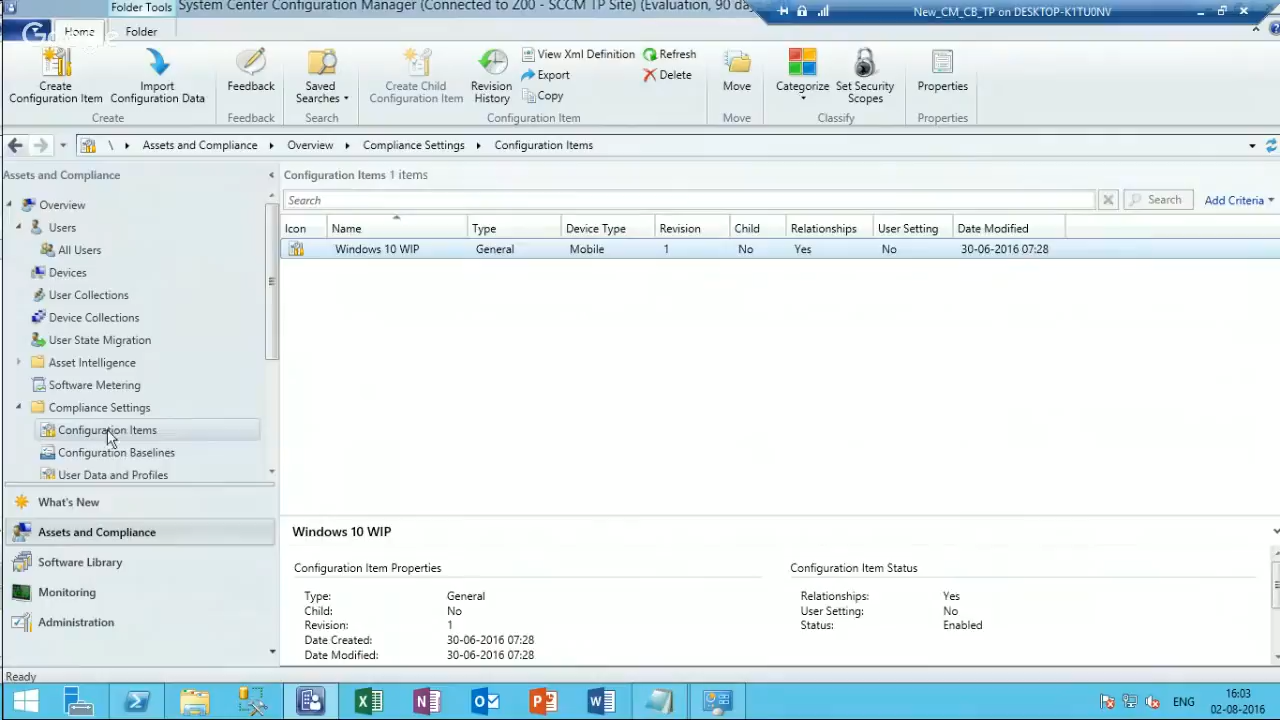 Folder Tools
System Center Configuration Manager (Connected to Z00 - SCCM TP Site) (Evaluation, 90 da
New_CM_CB_TP on DESKTOP-K1TU0NV
Home
Folder
Create
Configuration Item
Import
Configuration Data
Create
Feedback
Feedback
Saved
Searches
Search
Create Child
Configuration Item
Revision
History
View Xml Definition
Export
Copy
Refresh
Delete
Configuration Item
Move
Move
Categorize
Set Security
Scopes
Classify
Properties
Properties
\ Assets and Compliance Overview Compliance Settings Configuration Items
Assets and Compliance
Overview
Users
All Users
Devices
User Collections
Device Collections
User State Migration
Asset Intelligence
Software Metering
Compliance Settings
Configuration Items
Configuration Baselines
User Data and Profiles
What's New
Assets and Compliance
Software Library
Monitoring
Administration
Configuration Items 1 items
Search
Search
Add Criteria
Icon Name Type Device Type Revision Child Relationships User Setting Date Modified
Windows 10 WIP General Mobile 1 No Yes No 30-06-2016 07:28
Windows 10 WIP
Configuration Item Properties
Type: General
Child: No
Revision: 1
Date Created: 30-06-2016 07:28
Date Modified: 30-06-2016 07:28
Configuration Item Status
Relationships: Yes
User Setting: No
Status: Enabled
Ready
ENG
16:03
02-08-2016